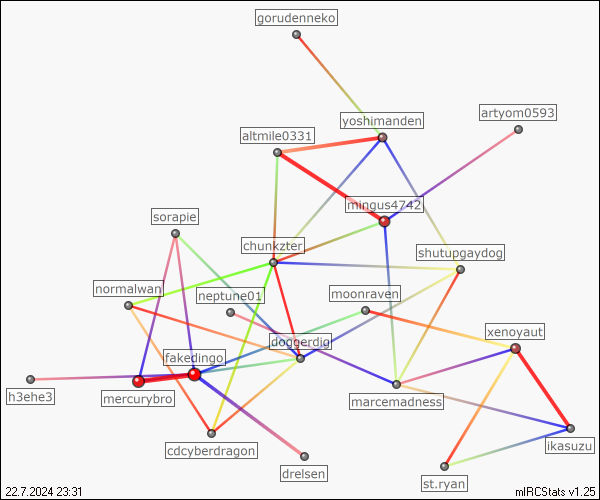 gorudenneko
artyom0593
yoshimanden
altmile0331
mingus4742
sorapie
chunkzter
shutupgaydog
normalwan
neptune01
moonraven
xenoyaut
doggerdig
fakedingo
h3ehe3
mercurybro
marcemadness
cdcyberdragon
ikasuzu
drelsen
st.ryan
22.7.2024 23:31
mIRCStats v1.25